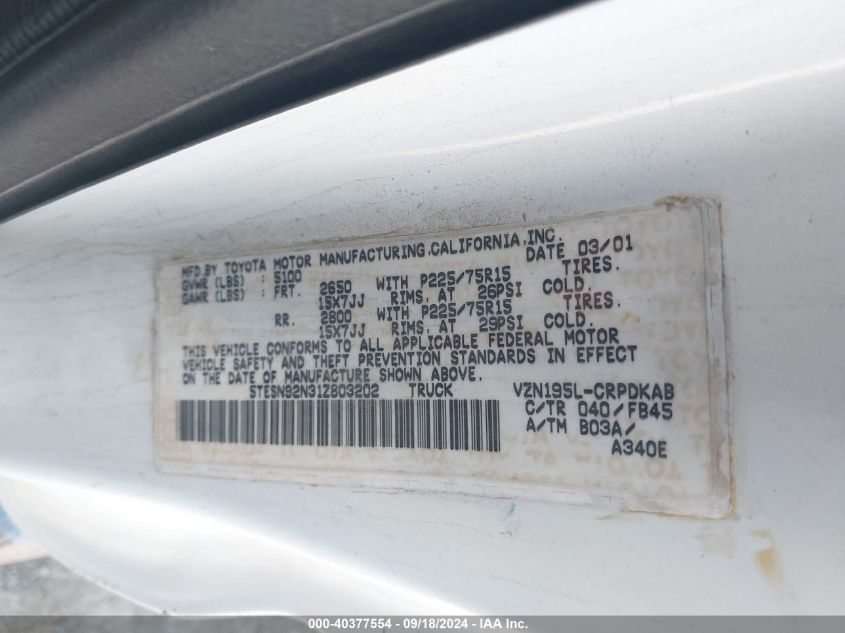 MFD.BY TOYOTA MOTOR MANUFACTURING.CALIFORNIA,INC.
DATE 03/01
GVWR (LBS) : 5100
GAWR (LBS) : FRT. 2650 WITH P225/75R15 TIRES.
15X7JJ RIMS, AT 26PSI COLD.
RR. 2800 WITH P225/75R15 TIRES.
15X7JJ RIMS, AT 29PSI COLD.
THIS VEHICLE CONFORMS TO ALL APPLICABLE FEDERAL MOTOR
VEHICLE SAFETY AND THEFT PREVENTION STANDARDS IN EFFECT
ON DATE OF MANUFACTURE SHOWN ABOVE.
5TESN92N31Z803202 TRUCK VZN195L-CRPDKAB
C/TR 040/FB45
A/TM B03A/
A340E
000-40377554 - 09/18/2024 - IAA Inc.